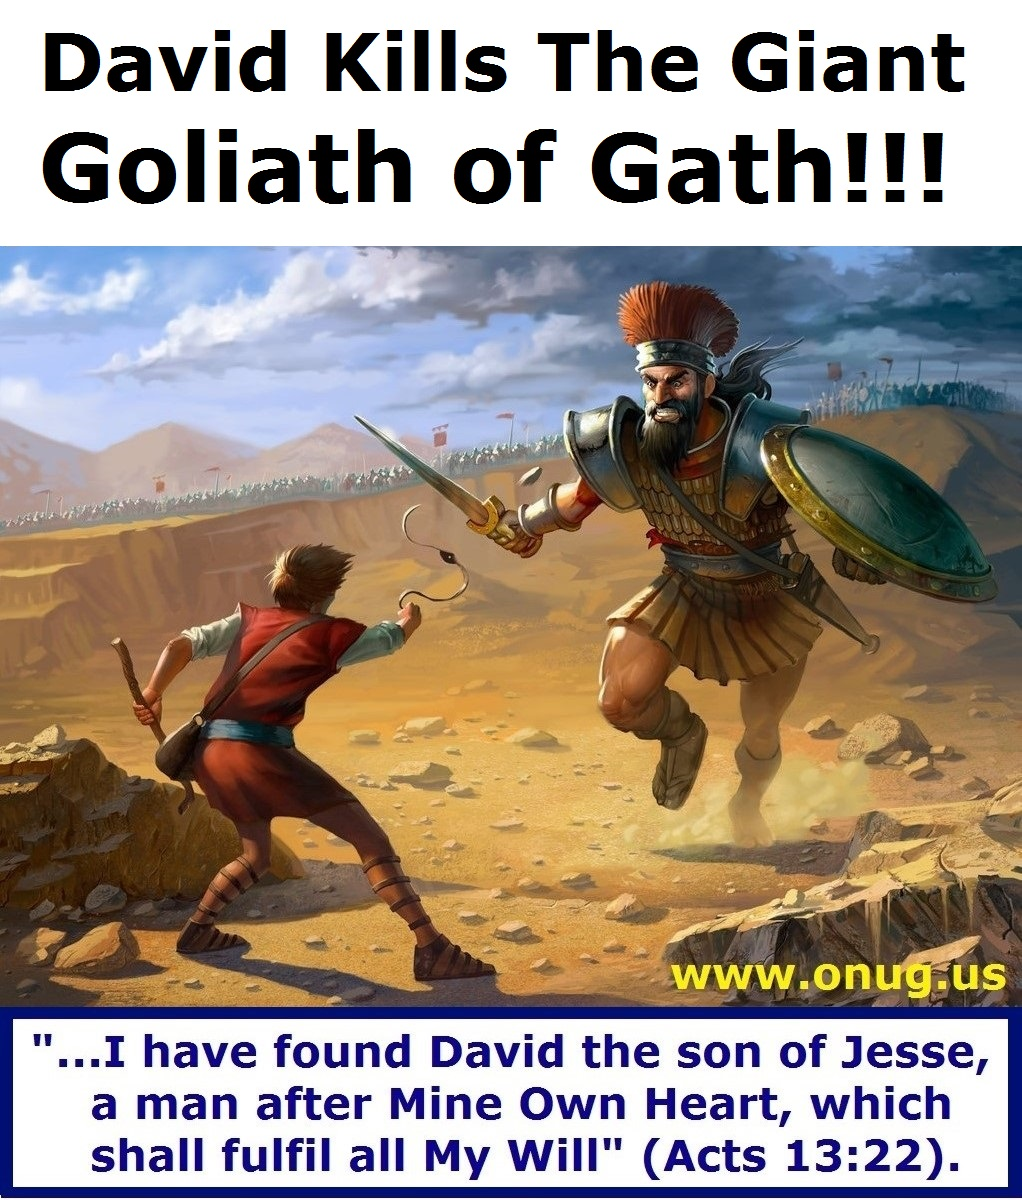 David Kills The Giant
Goliath of Gath!!!
www.onug.us
"...I have found David the son of Jesse,
a man after Mine Own Heart, which
shall fulfil all My Will" (Acts 13:22).